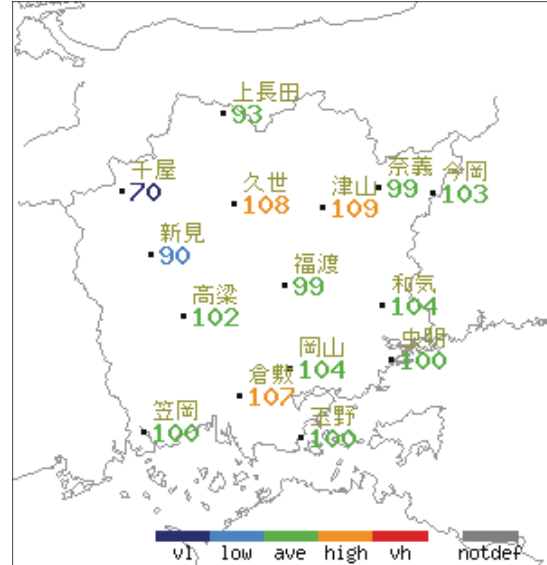 上長田
93
千屋
70
久世
108
津山
109
奈義
99
今岡
103
新見
90
福渡
99
高梁
102
和気
104
虫明
100
岡山
104
倉敷
107
笠岡
100
玉野
100
vl low ave high vh notdef